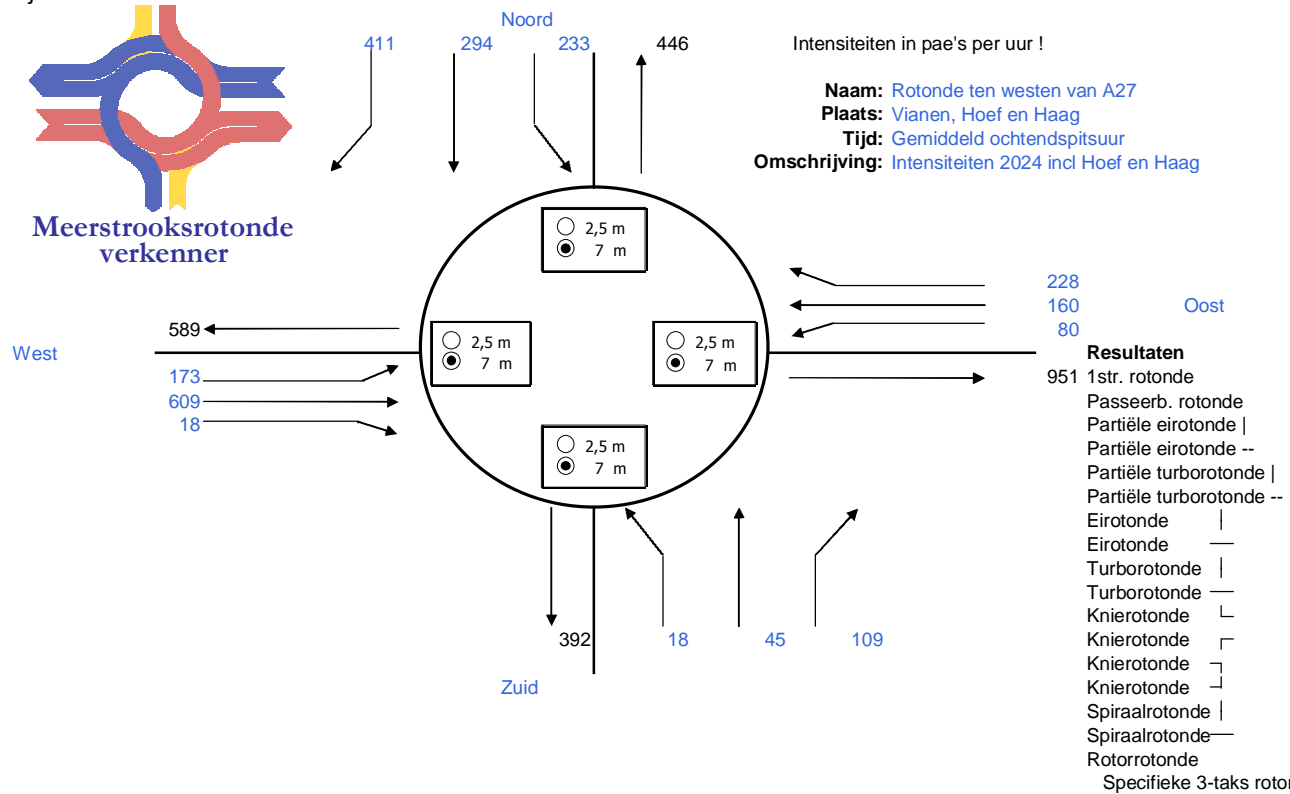 Noord
411 294 233 446
Intensiteiten in pae's per uur !
Naam: Rotonde ten westen van A27
Plaats: Vianen, Hoef en Haag
Tijd: Gemiddeld ochtendspitsuur
Omschrijving: Intensiteiten 2024 incl Hoef en Haag
Meerstrooksrotonde
verkenner
2,5 m
7 m
228
160 Oost
80
589
West
2,5 m
7 m
2,5 m
7 m
173
609
18
951
2,5 m
7 m
392 18 45 109
Zuid
Resultaten
1str. rotonde
Passeerb. rotonde
Partiële eirotonde |
Partiële eirotonde --
Partiële turborotonde |
Partiële turborotonde --
Eirotonde
Eirotonde
Turborotonde
Turborotonde
Knierotonde
Knierotonde
Knierotonde
Knierotonde
Spiraalrotonde
Spiraalrotonde
Rotorrotonde
Specifieke 3-taks